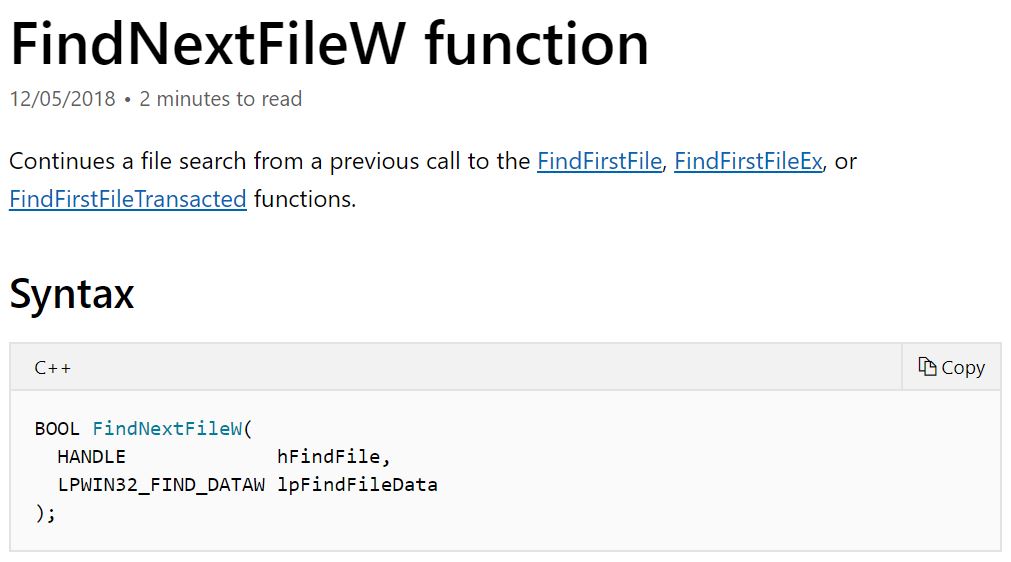 FindNextFileW function
12/05/2018 • 2 minutes to read
Continues a file search from a previous call to the FindFirstFile, FindFirstFileEx, or
FindFirstFileTransacted functions.
Syntax
C++
Copy
BOOL FindNextFileW(
  HANDLE             hFindFile,
  LPWIN32_FIND_DATAW lpFindFileData
);